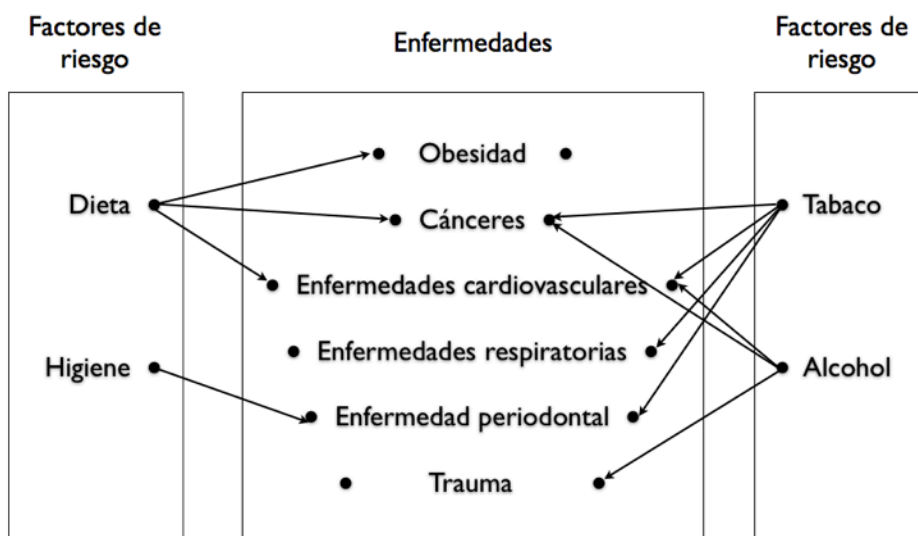 Factores de
riesgo
Enfermedades
Factores de
riesgo
Obesidad
Dieta
Cánceres
Tabaco
Enfermedades cardiovasculares
Enfermedades respiratorias
Higiene
Alcohol
Enfermedad periodontal
Trauma